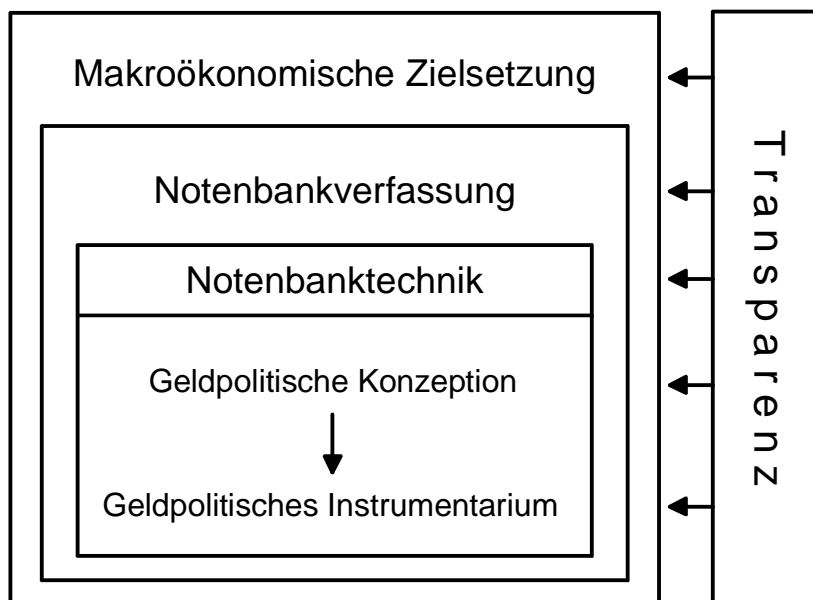 Makroökonomische Zielsetzung
Notenbankverfassung
Notenbanktechnik
Geldpolitische Konzeption
Geldpolitisches Instrumentarium
Transparenz